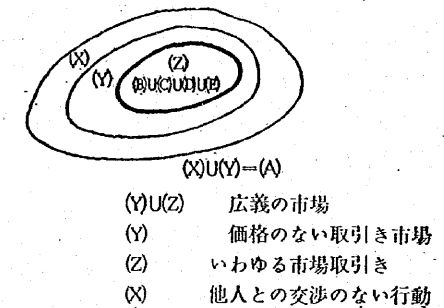 (X)
(Y)
(Z)
(B)U(C)U(D)U(E)
(X)U(Y)=(A)
(Y)U(Z) 広義の市場
(Y) 価格のない取引き市場
(Z) いわゆる市場取引き
(X) 他人との交渉のない行動